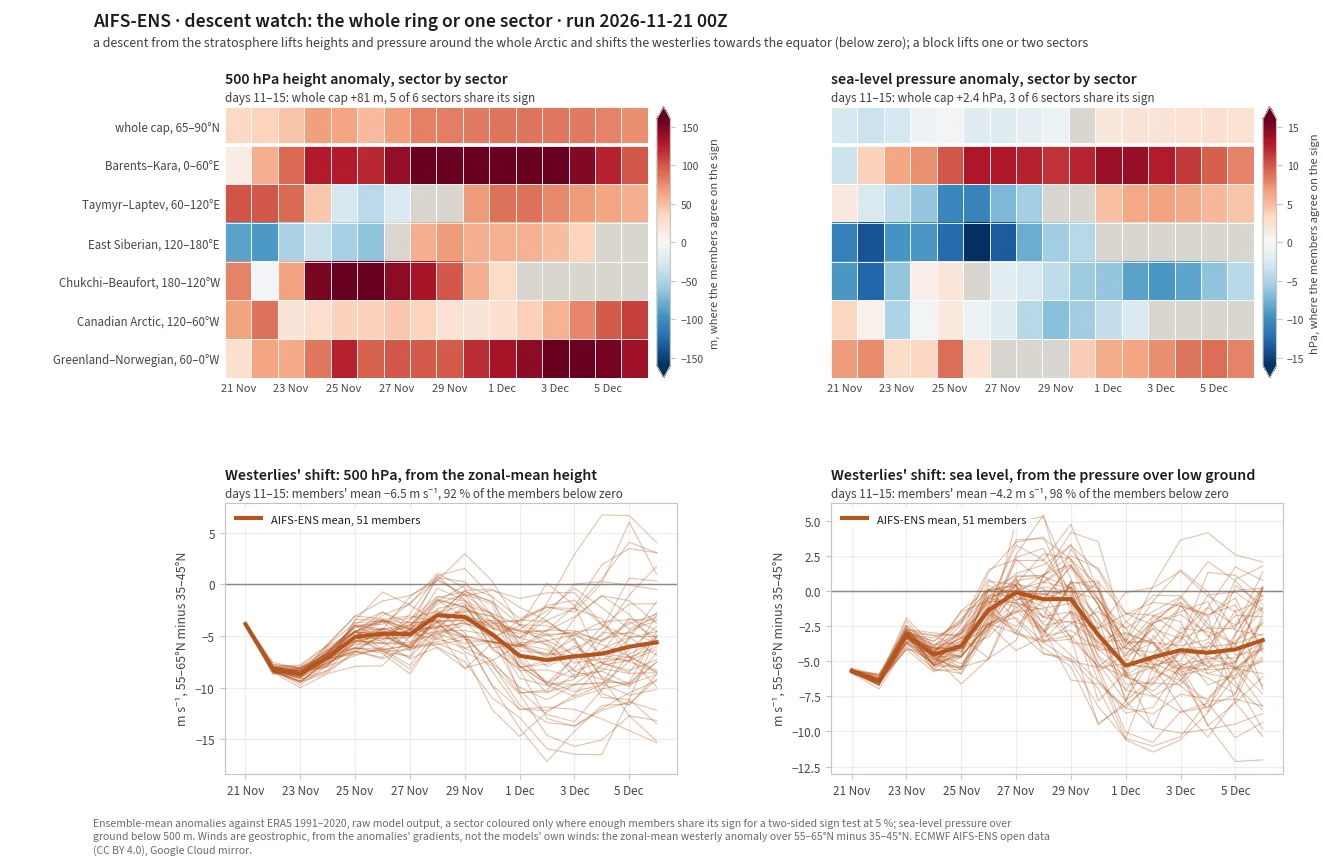 AIFS-ENS · descent watch: the whole ring or one sector · run 2026-11-21 00Z
a descent from the stratosphere lifts heights and pressure around the whole Arctic and shifts the westerlies towards the equator (below zero); a block lifts one or two sectors
500 hPa height anomaly, sector by sector
days 11–15: whole cap +81 m, 5 of 6 sectors share its sign
whole cap, 65–90°N
Barents–Kara, 0–60°E
Taymyr–Laptev, 60–120°E
East Siberian, 120–180°E
Chukchi–Beaufort, 180–120°W
Canadian Arctic, 120–60°W
Greenland–Norwegian, 60–0°W
21 Nov 23 Nov 25 Nov 27 Nov 29 Nov 1 Dec 3 Dec 5 Dec
150
100
50
0
−50
−100
−150
m, where the members agree on the sign
sea-level pressure anomaly, sector by sector
days 11–15: whole cap +2.4 hPa, 3 of 6 sectors share its sign
21 Nov 23 Nov 25 Nov 27 Nov 29 Nov 1 Dec 3 Dec 5 Dec
15
10
5
0
−5
−10
−15
hPa, where the members agree on the sign
Westerlies' shift: 500 hPa, from the zonal-mean height
days 11–15: members' mean −6.5 m s⁻¹, 92 % of the members below zero
AIFS-ENS mean, 51 members
5
0
−5
−10
−15
m s⁻¹, 55–65°N minus 35–45°N
21 Nov 23 Nov 25 Nov 27 Nov 29 Nov 1 Dec 3 Dec 5 Dec
Westerlies' shift: sea level, from the pressure over low ground
days 11–15: members' mean −4.2 m s⁻¹, 98 % of the members below zero
AIFS-ENS mean, 51 members
5.0
2.5
0.0
−2.5
−5.0
−7.5
−10.0
−12.5
m s⁻¹, 55–65°N minus 35–45°N
21 Nov 23 Nov 25 Nov 27 Nov 29 Nov 1 Dec 3 Dec 5 Dec
Ensemble-mean anomalies against ERA5 1991–2020, raw model output, a sector coloured only where enough members share its sign for a two-sided sign test at 5 %; sea-level pressure over
ground below 500 m. Winds are geostrophic, from the anomalies' gradients, not the models' own winds: the zonal-mean westerly anomaly over 55–65°N minus 35–45°N. ECMWF AIFS-ENS open data
(CC BY 4.0), Google Cloud mirror.